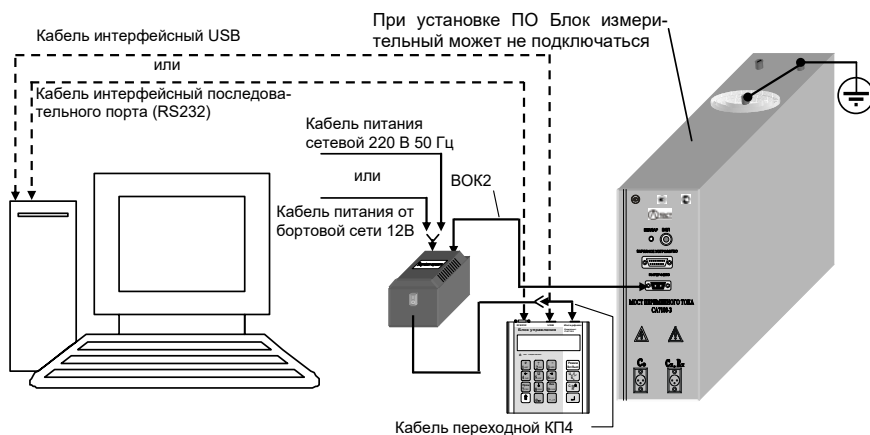 При установке ПО Блок измери-
тельный может не подключаться
Кабель интерфейсный USB
или
Кабель интерфейсный последова-
тельного порта (RS232)
Кабель питания
сетевой 220 В 50 Гц
или
Кабель питания от
бортовой сети 12В
ВОК2
МОСТ ПЕРЕМЕННОГО ТОКА
СА7100-3
Блок управления
Кабель переходной КП4